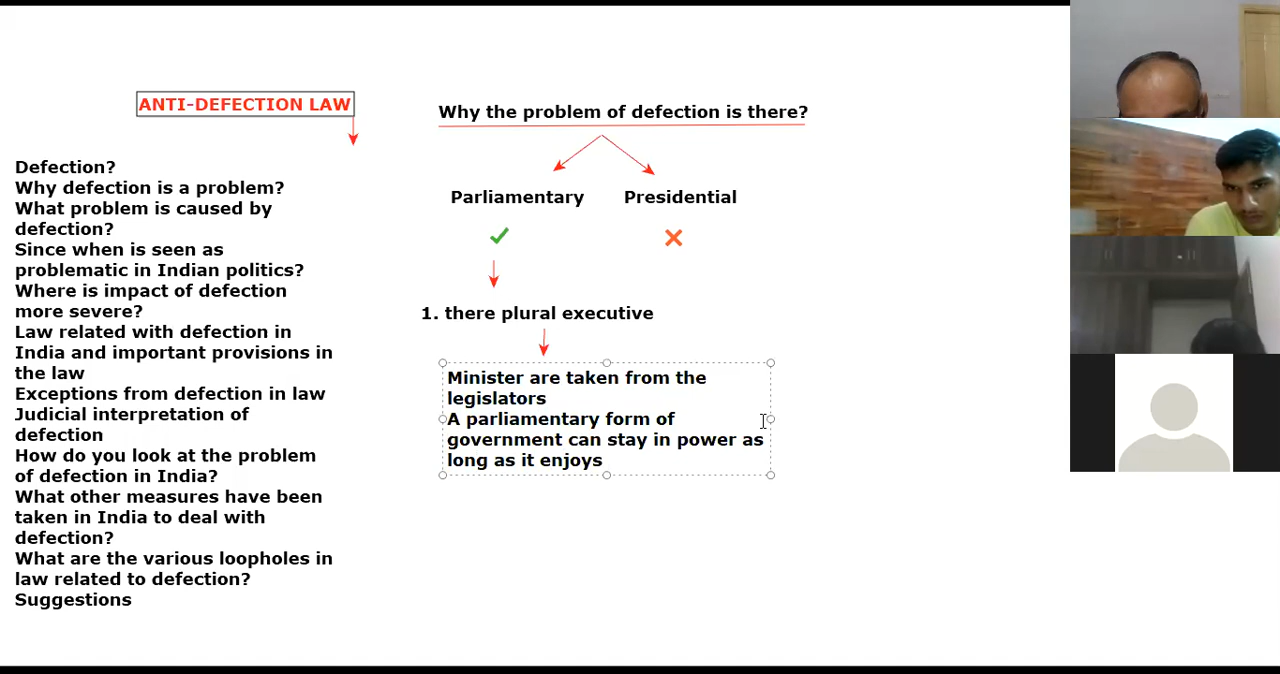 ANTI-DEFECTION LAW
Defection?
Why defection is a problem?
What problem is caused by
defection?
Since when is seen as
problematic in Indian politics?
Where is impact of defection
more severe?
Law related with defection in
India and important provisions in
the law
Exceptions from defection in law
Judicial interpretation of
defection
How do you look at the problem
of defection in India?
What other measures have been
taken in India to deal with
defection?
What are the various loopholes in
law related to defection?
Suggestions
Why the problem of defection is there?
Parliamentary Presidential
1. there plural executive
Minister are taken from the
legislators
A parliamentary form of
government can stay in power as
long as it enjoys